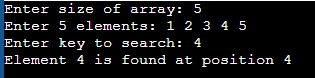 Enter size of array: 5
Enter 5 elements: 1 2 3 4 5
Enter key to search: 4
Element 4 is found at position 4